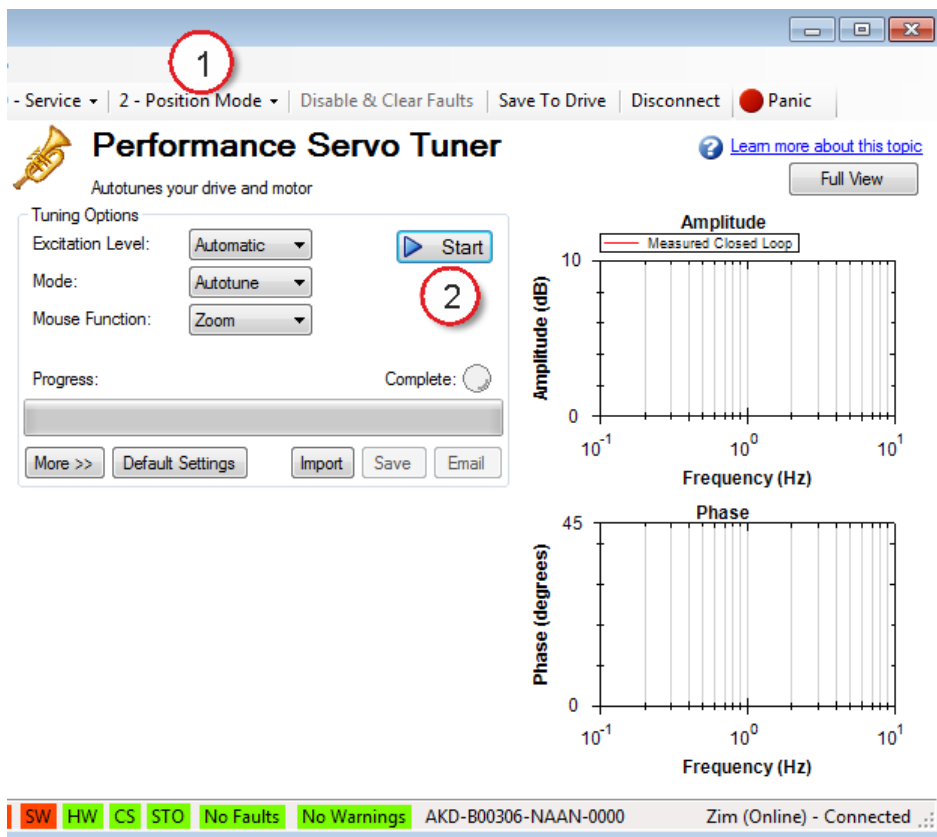 1
- Service 2 - Position Mode Disable & Clear Faults Save To Drive Disconnect Panic
Performance Servo Tuner
Learn more about this topic
Autotunes your drive and motor
Full View
Tuning Options
Excitation Level: Automatic
Start
Mode: Autotune
2
Mouse Function: Zoom
Progress:
Complete:
More >> Default Settings Import Save Email
Amplitude
Measured Closed Loop
10
Amplitude (dB)
0
10⁻¹ 10⁰ 10¹
Frequency (Hz)
Phase
45
Phase (degrees)
0
10⁻¹ 10⁰ 10¹
Frequency (Hz)
SW HW CS STO No Faults No Warnings AKD-B00306-NAAN-0000 Zim (Online) - Connected